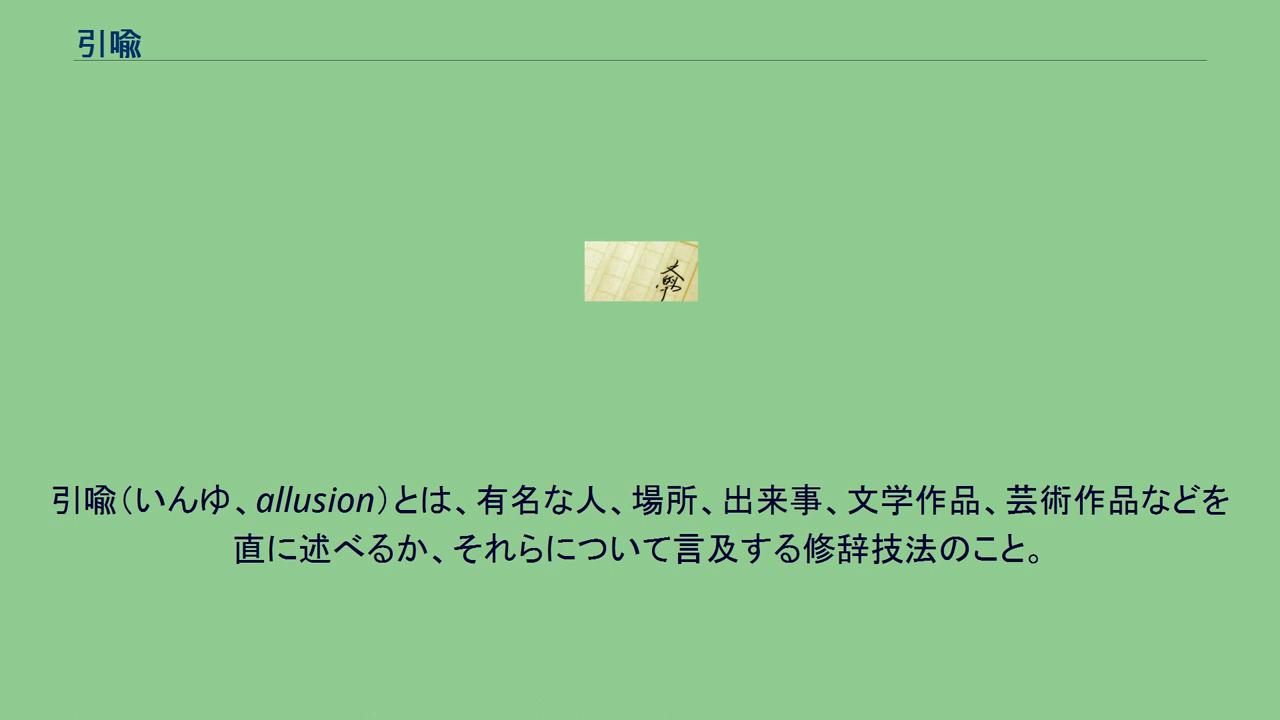 引喩
文
引喩（いんゆ、allusion）とは、有名な人、場所、出来事、文学作品、芸術作品などを
直に述べるか、それらについて言及する修辞技法のこと。